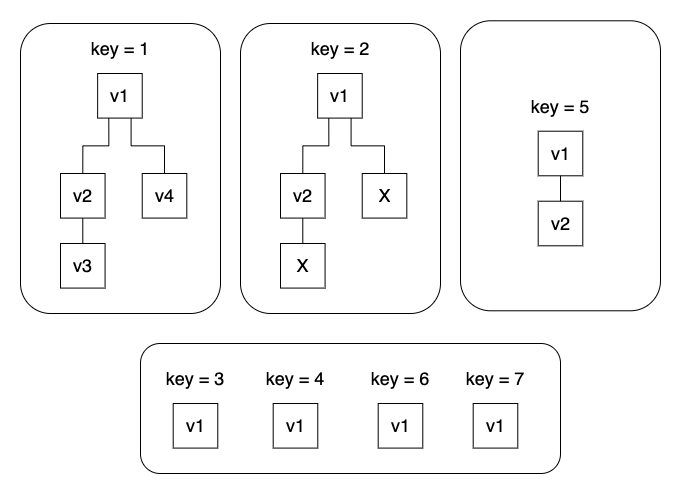 key = 1
v1
v2
v4
v3
key = 2
v1
v2
X
X
key = 5
v1
v2
key = 3
v1
key = 4
v1
key = 6
v1
key = 7
v1